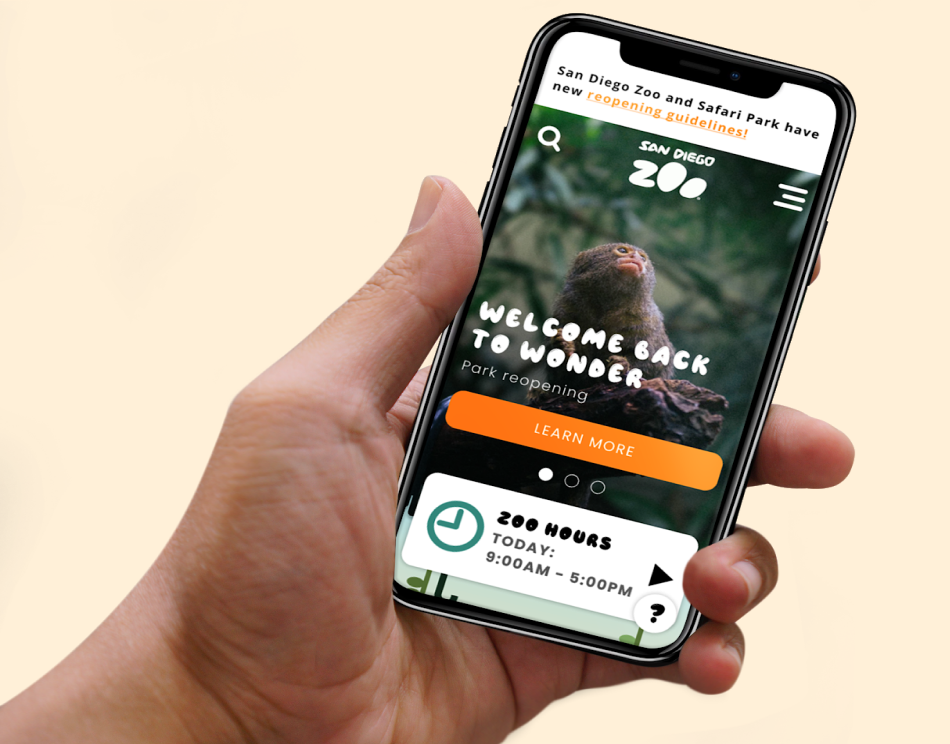 San Diego Zoo and Safari Park have
new reopening guidelines!
SAN DIEGO
ZOO
WELCOME BACK
TO WONDER
Park reopening
LEARN MORE
ZOO HOURS
TODAY:
9:00AM - 5:00PM
?